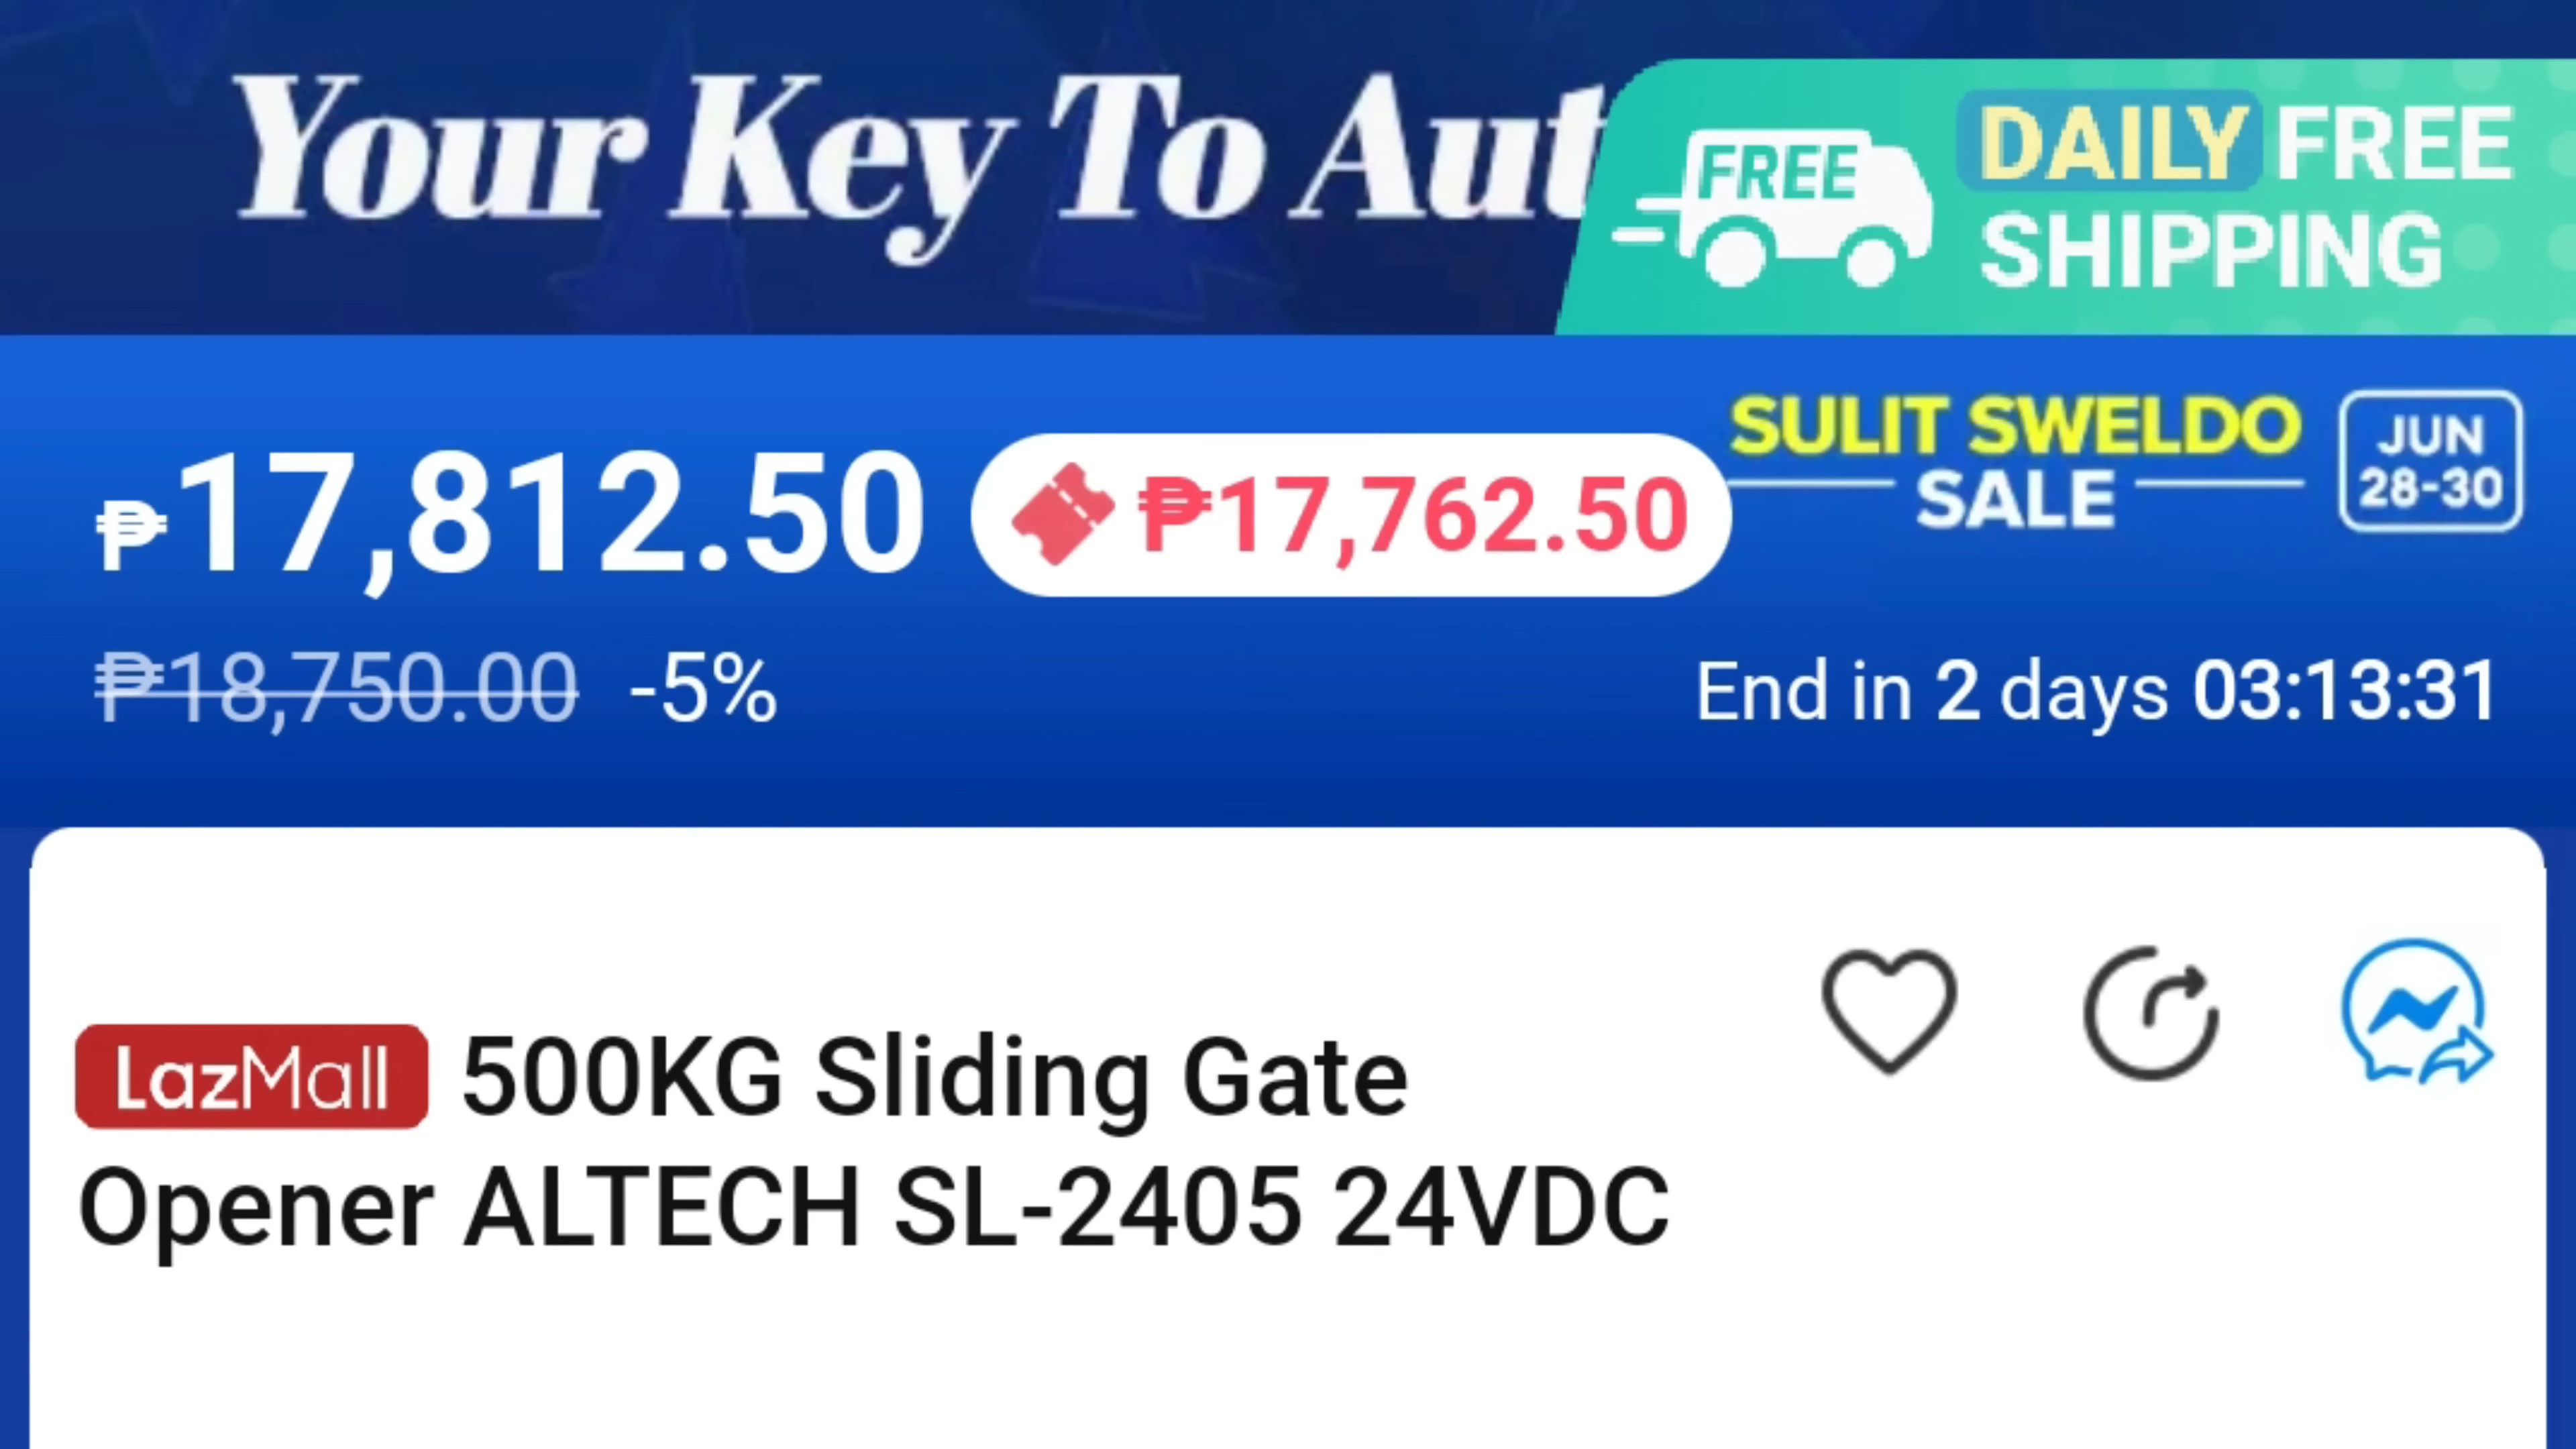 Your Key To Aut
FREE
DAILY FREE
SHIPPING
₱17,812.50
₱17,762.50
SULIT SWELDO
SALE
JUN
28-30
₱18,750.00 -5%
End in 2 days 03:13:31
LazMall 500KG Sliding Gate
Opener ALTECH SL-2405 24VDC